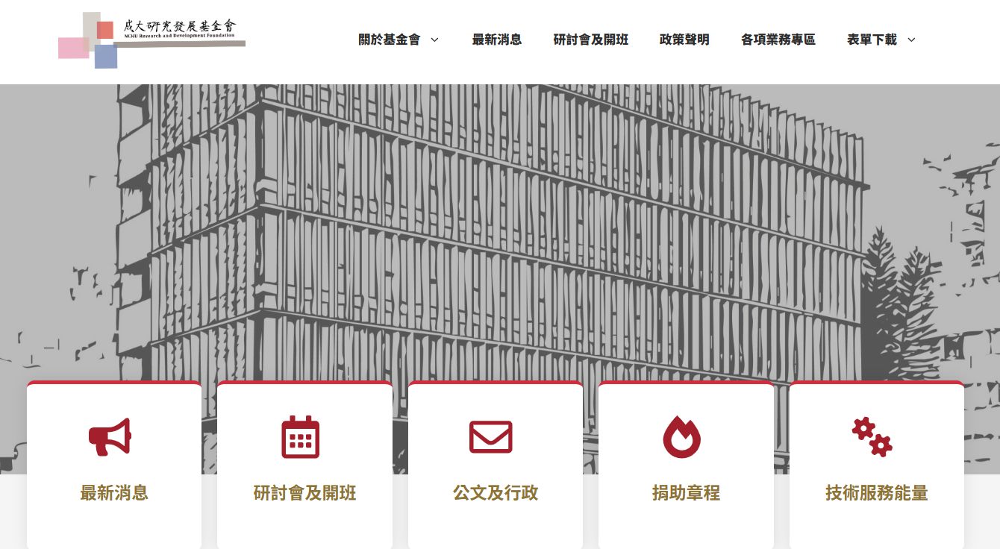 成大研究發展基金會
NCKU Research and Development Foundation
關於基金會 最新消息 研討會及開班 政策聲明 各項業務專區 表單下載
最新消息 研討會及開班 公文及行政 捐助章程 技術服務能量